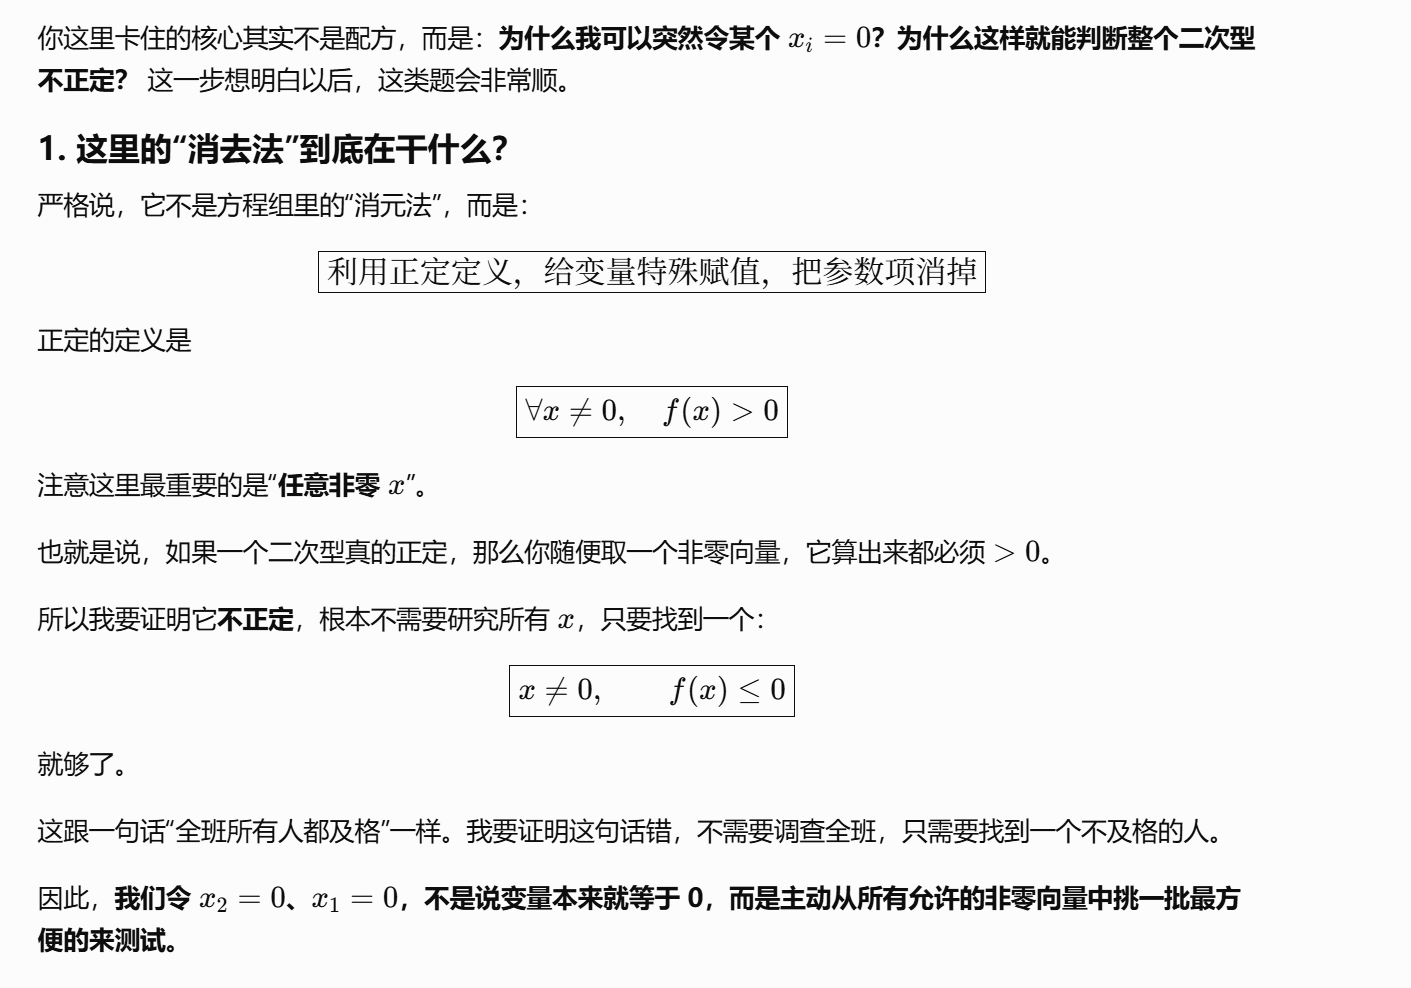 你这里卡住的核心其实不是配方，而是：为什么我可以突然令某个 xᵢ = 0？为什么这样就能判断整个二次型
不正定？ 这一步想明白以后，这类题会非常顺。
1. 这里的“消去法”到底在干什么？
严格说，它不是方程组里的“消元法”，而是：
利用正定定义，给变量特殊赋值，把参数项消掉
正定的定义是
∀x ≠ 0, f(x) > 0
注意这里最重要的是“任意非零 x”。
也就是说，如果一个二次型真的正定，那么你随便取一个非零向量，它算出来都必须 > 0。
所以我要证明它不正定，根本不需要研究所有 x，只要找到一个：
x ≠ 0, f(x) ≤ 0
就够了。
这跟一句话“全班所有人都及格”一样。我要证明这句话错，不需要调查全班，只需要找到一个不及格的人。
因此，我们令 x₂ = 0、x₁ = 0，不是说变量本来就等于 0，而是主动从所有允许的非零向量中挑一批最方
便的来测试。